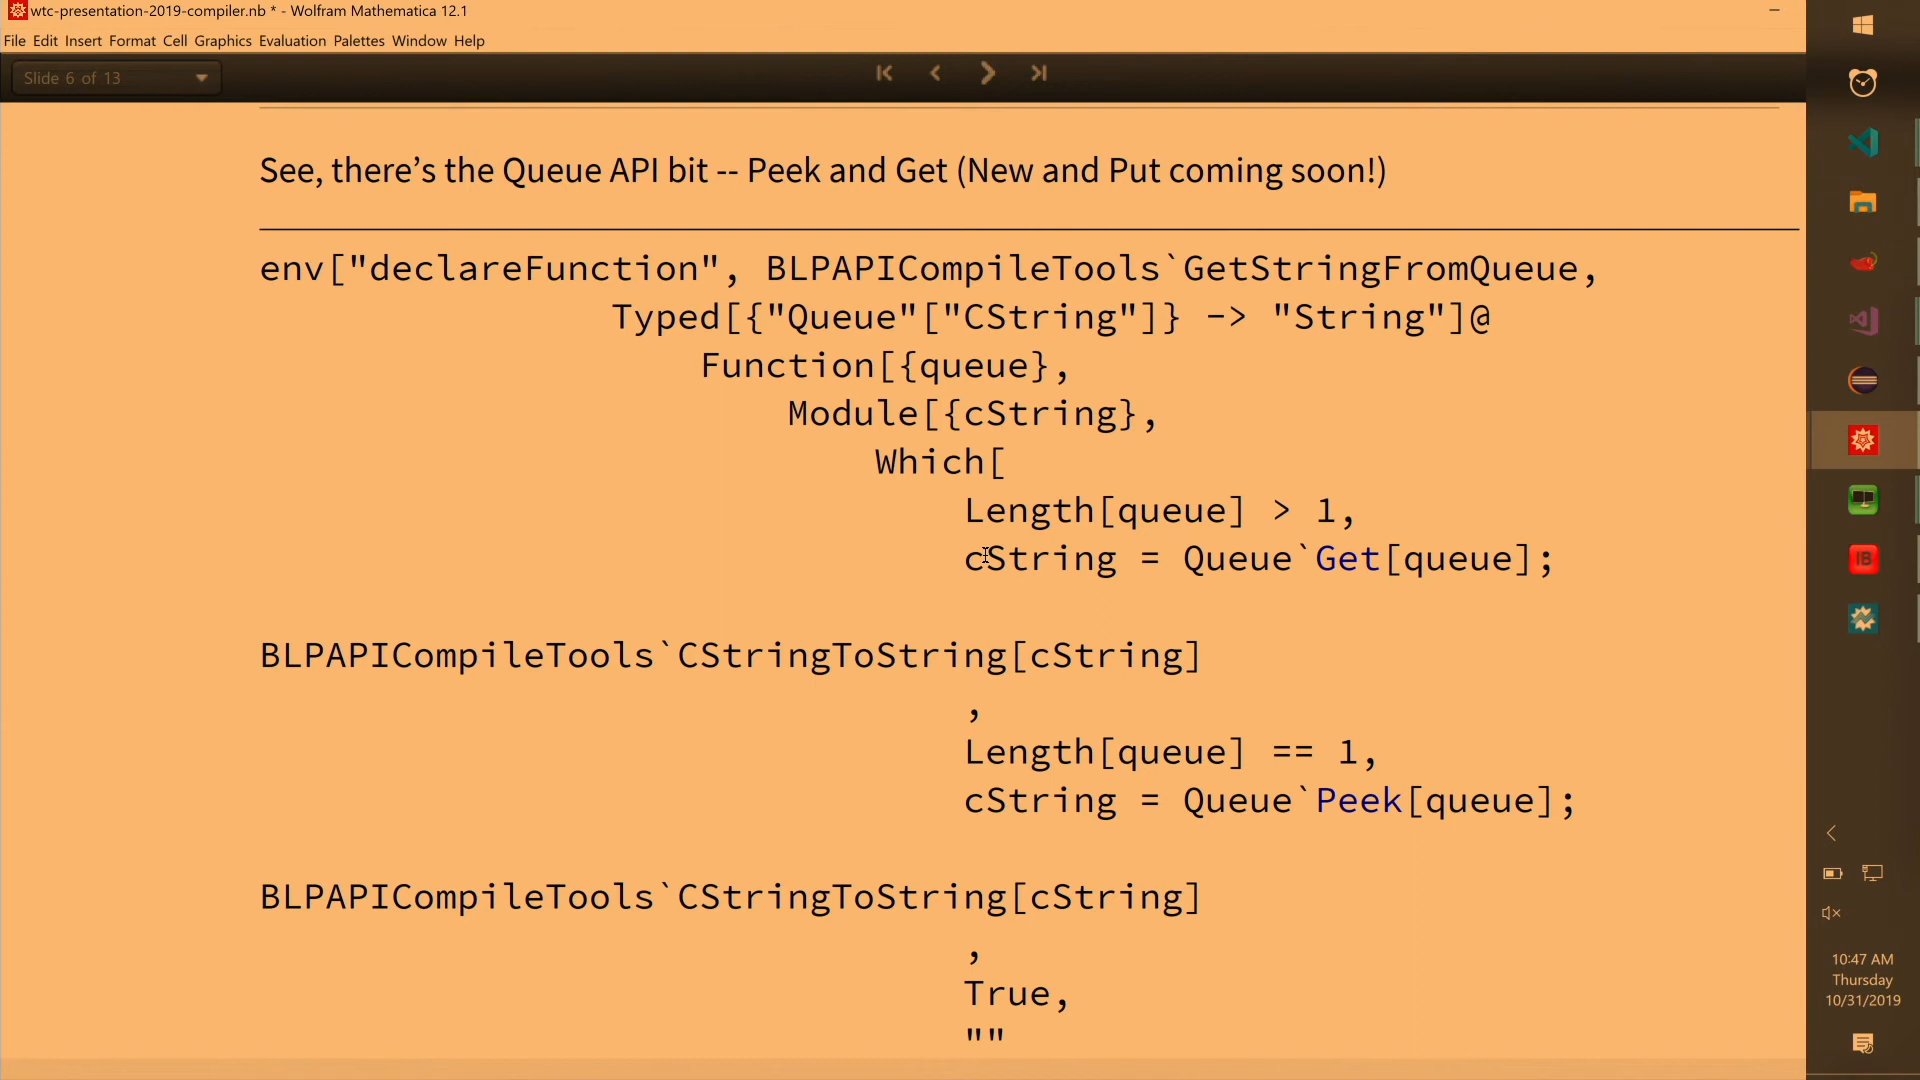 wtc-presentation-2019-compiler.nb * - Wolfram Mathematica 12.1
File Edit Insert Format Cell Graphics Evaluation Palettes Window Help
Slide 6 of 13
See, there’s the Queue API bit -- Peek and Get (New and Put coming soon!)
env["declareFunction", BLPAPICompileTools`GetStringFromQueue,
Typed[{"Queue"["CString"]} -> "String"]@
Function[{queue},
Module[{cString},
Which[
Length[queue] > 1,
cString = Queue`Get[queue];
BLPAPICompileTools`CStringToString[cString]
,
Length[queue] == 1,
cString = Queue`Peek[queue];
BLPAPICompileTools`CStringToString[cString]
,
True,
""
IB
10:47 AM
Thursday
10/31/2019